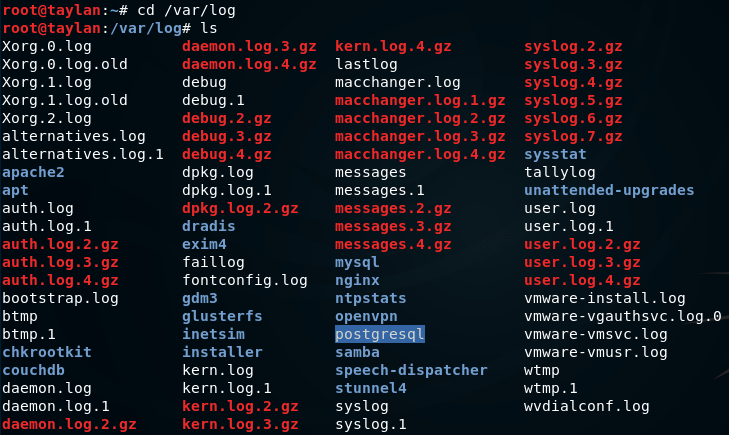 root@taylan:~# cd /var/log
root@taylan:/var/log# ls
Xorg.0.log daemon.log.3.gz kern.log.4.gz syslog.2.gz
Xorg.0.log.old daemon.log.4.gz lastlog syslog.3.gz
Xorg.1.log debug macchanger.log syslog.4.gz
Xorg.1.log.old debug.1 macchanger.log.1.gz syslog.5.gz
Xorg.2.log debug.2.gz macchanger.log.2.gz syslog.6.gz
alternatives.log debug.3.gz macchanger.log.3.gz syslog.7.gz
alternatives.log.1 debug.4.gz macchanger.log.4.gz sysstat
apache2 dpkg.log messages tallylog
apt dpkg.log.1 messages.1 unattended-upgrades
auth.log dpkg.log.2.gz messages.2.gz user.log
auth.log.1 dradis messages.3.gz user.log.1
auth.log.2.gz exim4 messages.4.gz user.log.2.gz
auth.log.3.gz faillog mysql user.log.3.gz
auth.log.4.gz fontconfig.log nginx user.log.4.gz
bootstrap.log gdm3 ntpstats vmware-install.log
btmp glusterfs openvpn vmware-vgauthsvc.log.0
btmp.1 inetsim postgresql vmware-vmsvc.log
chkrootkit installer samba vmware-vmusr.log
couchdb kern.log speech-dispatcher wtmp
daemon.log kern.log.1 stunnel4 wtmp.1
daemon.log.1 kern.log.2.gz syslog wvdialconf.log
daemon.log.2.gz kern.log.3.gz syslog.1